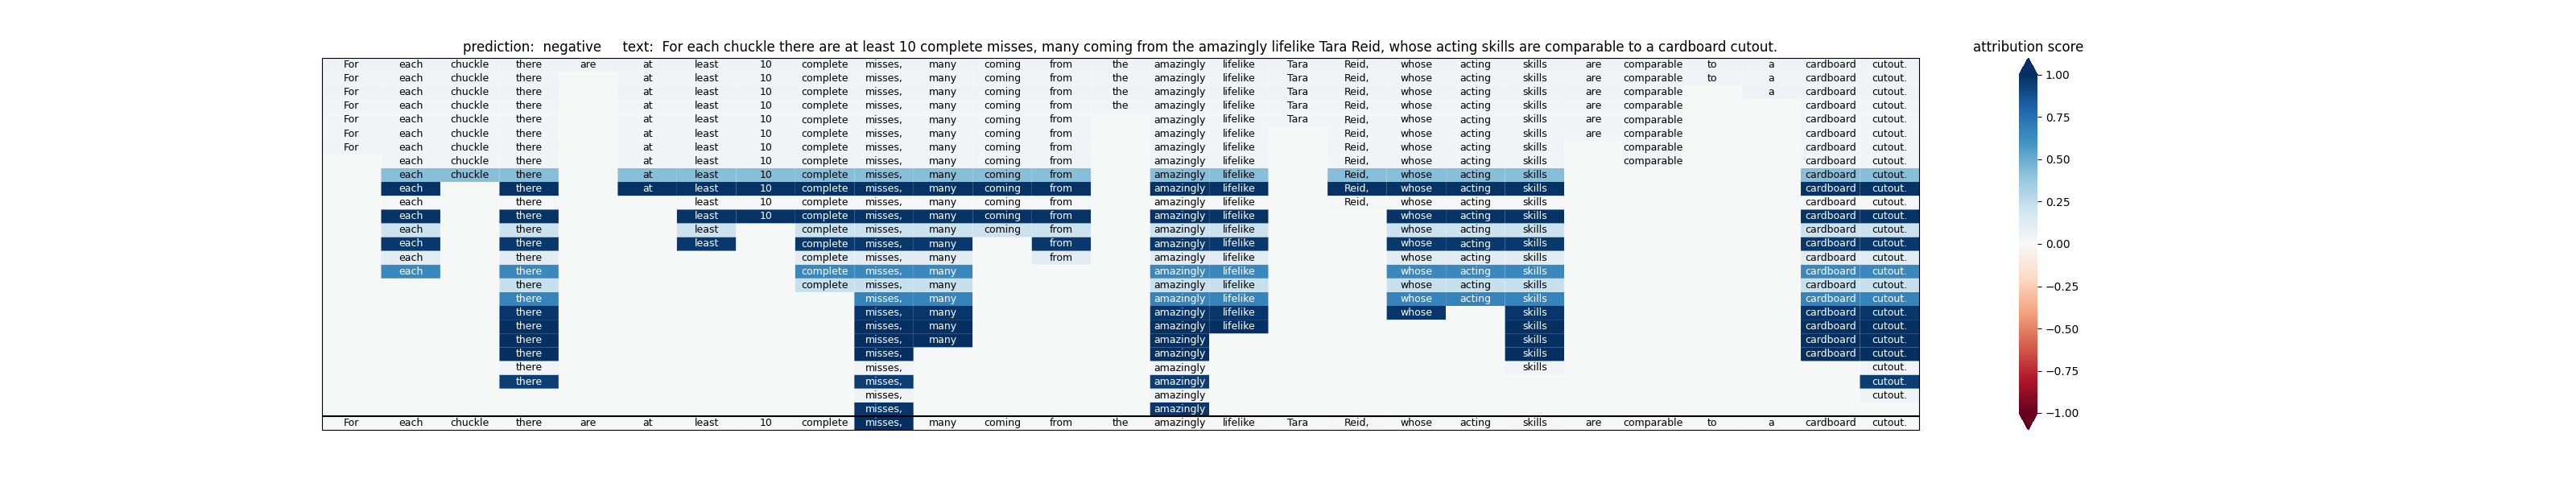 prediction: negative text: For each chuckle there are at least 10 complete misses, many coming from the amazingly lifelike Tara Reid, whose acting skills are comparable to a cardboard cutout.
For each chuckle there are at least 10 complete misses, many coming from the amazingly lifelike Tara Reid, whose acting skills are comparable to a cardboard cutout.
For each chuckle there at least 10 complete misses, many coming from the amazingly lifelike Tara Reid, whose acting skills are comparable to a cardboard cutout.
For each chuckle there at least 10 complete misses, many coming from the amazingly lifelike Tara Reid, whose acting skills are comparable a cardboard cutout.
For each chuckle there at least 10 complete misses, many coming from the amazingly lifelike Tara Reid, whose acting skills are comparable cardboard cutout.
For each chuckle there at least 10 complete misses, many coming from amazingly lifelike Tara Reid, whose acting skills are comparable cardboard cutout.
For each chuckle there at least 10 complete misses, many coming from amazingly lifelike Reid, whose acting skills are comparable cardboard cutout.
For each chuckle there at least 10 complete misses, many coming from amazingly lifelike Reid, whose acting skills comparable cardboard cutout.
each chuckle there at least 10 complete misses, many coming from amazingly lifelike Reid, whose acting skills comparable cardboard cutout.
each chuckle there at least 10 complete misses, many coming from amazingly lifelike Reid, whose acting skills cardboard cutout.
each there at least 10 complete misses, many coming from amazingly lifelike Reid, whose acting skills cardboard cutout.
each there least 10 complete misses, many coming from amazingly lifelike Reid, whose acting skills cardboard cutout.
each there least 10 complete misses, many coming from amazingly lifelike whose acting skills cardboard cutout.
each there least complete misses, many coming from amazingly lifelike whose acting skills cardboard cutout.
each there least complete misses, many from amazingly lifelike whose acting skills cardboard cutout.
each there complete misses, many from amazingly lifelike whose acting skills cardboard cutout.
each there complete misses, many amazingly lifelike whose acting skills cardboard cutout.
there complete misses, many amazingly lifelike whose acting skills cardboard cutout.
there misses, many amazingly lifelike whose acting skills cardboard cutout.
there misses, many amazingly lifelike whose skills cardboard cutout.
there misses, many amazingly lifelike skills cardboard cutout.
there misses, many amazingly skills cardboard cutout.
there misses, amazingly skills cardboard cutout.
there misses, amazingly skills cutout.
there misses, amazingly cutout.
misses, amazingly cutout.
misses, amazingly
For each chuckle there are at least 10 complete misses, many coming from the amazingly lifelike Tara Reid, whose acting skills are comparable to a cardboard cutout.
attribution score
1.00
0.75
0.50
0.25
0.00
−0.25
−0.50
−0.75
−1.00